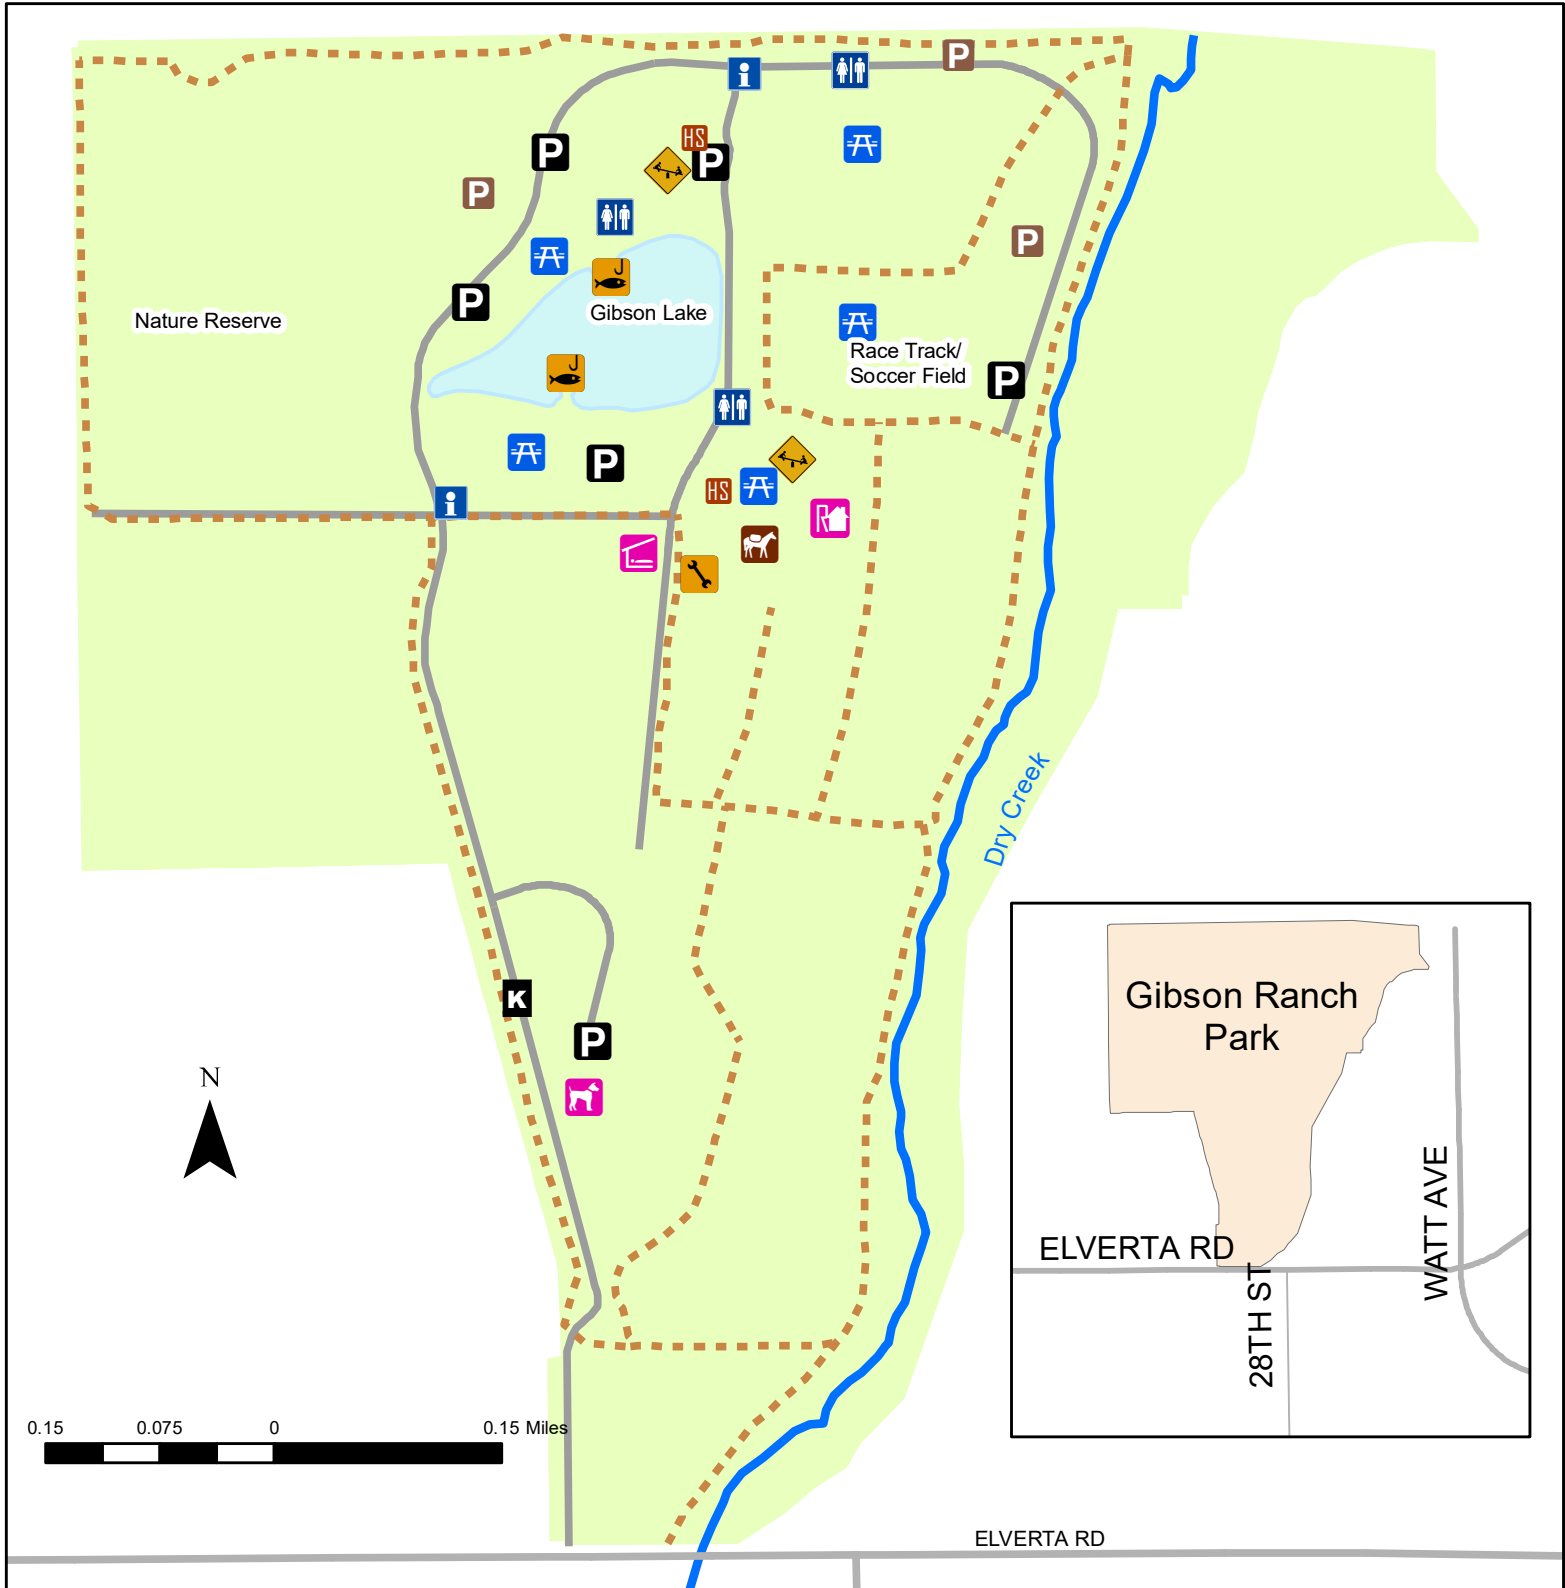 P
i
P
HS
P
P
P
P
P
Nature Reserve
Gibson Lake
Race Track/
Soccer Field
P
P
HS
i
R
Dry Creek
K
P
N
Gibson Ranch
Park
ELVERTA RD
28TH ST
WATT AVE
0.15 0.075 0 0.15 Miles
ELVERTA RD